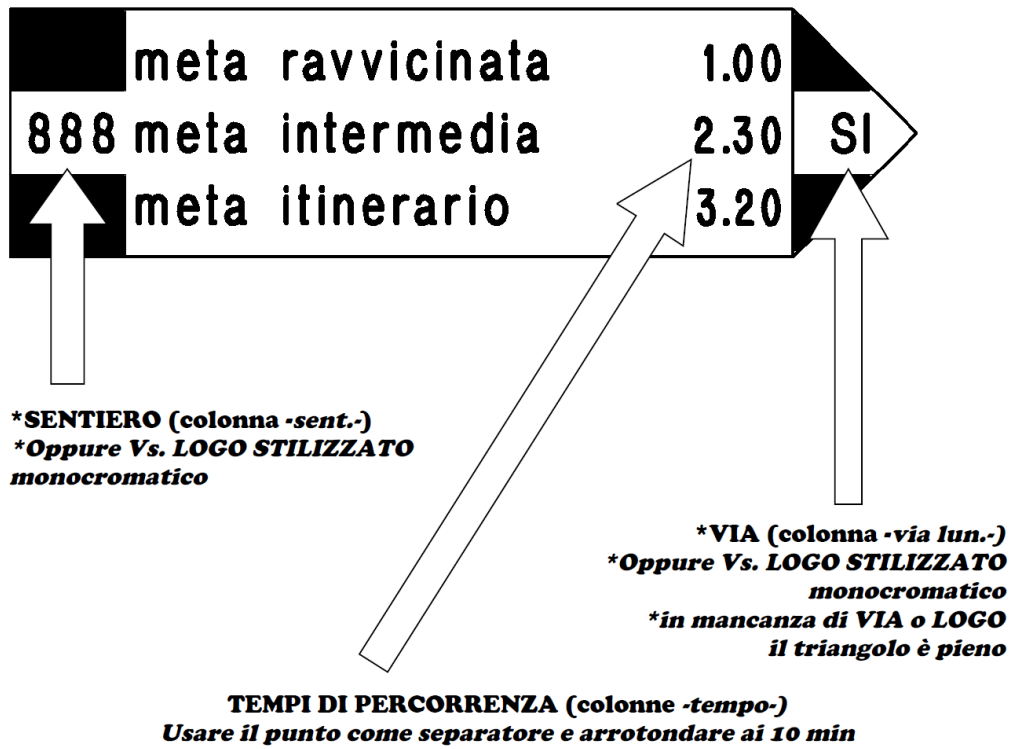 meta ravvicinata 1.00
888 meta intermedia 2.30 SI
meta itinerario 3.20
*SENTIERO (colonna -sent.-)
*Oppure Vs. LOGO STILIZZATO
monocromatico
*VIA (colonna -via lun.-)
*Oppure Vs. LOGO STILIZZATO
monocromatico
*in mancanza di VIA o LOGO
il triangolo è pieno
TEMPI DI PERCORRENZA (colonne -tempo-)
Usare il punto come separatore e arrotondare ai 10 min